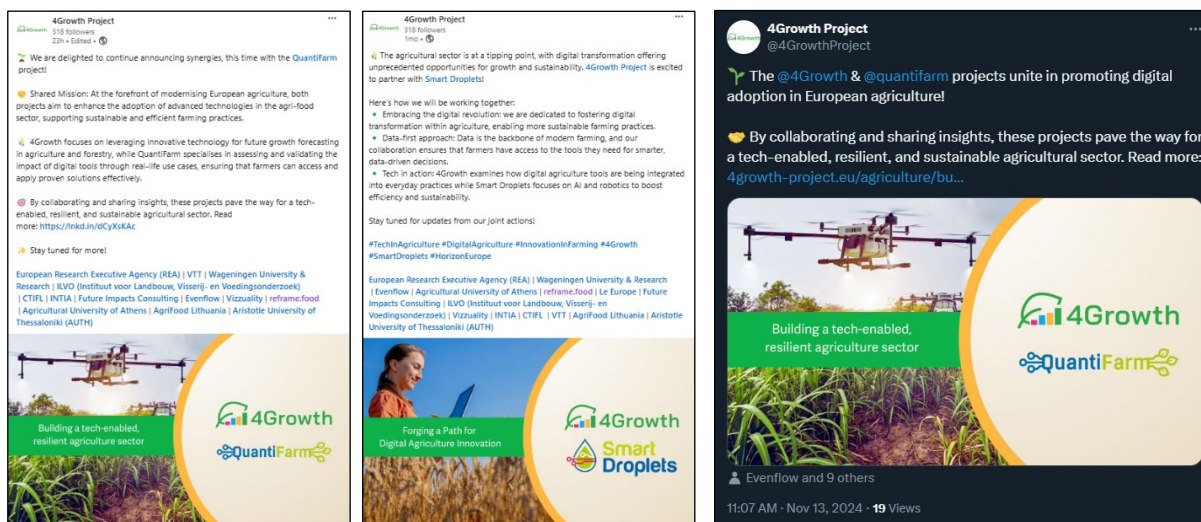 4Growth Project
318 followers
23h • Edited •
We are delighted to continue announcing synergies, this time with the QuantiFarm
project!
Shared Mission: At the forefront of modernising European agriculture, both
projects aim to enhance the adoption of advanced technologies in the agri-food
sector, supporting sustainable and efficient farming practices.
4Growth focuses on leveraging innovative technology for future growth forecasting
in agriculture and forestry, while QuantiFarm specialises in assessing and validating the
impact of digital tools through real-life use cases, ensuring that farmers can access and
apply proven solutions effectively.
By collaborating and sharing insights, these projects pave the way for a tech-
enabled, resilient, and sustainable agricultural sector. Read
more: https://lnkd.in/dCyXsKAc
Stay tuned for more!
European Research Executive Agency (REA) | VTT | Wageningen University &
Research | ILVO (Instituut voor Landbouw, Visserij- en Voedingsonderzoek)
| CTIFL | INTIA | Future Impacts Consulting | Evenflow | Vizzuality | reframe.food
| Agricultural University of Athens | AgriFood Lithuania | Aristotle University of
Thessaloniki (AUTH)
Building a tech-enabled,
resilient agriculture sector
4Growth
QuantiFarm
4Growth Project
318 followers
1mo •
The agricultural sector is at a tipping point, with digital transformation offering
unprecedented opportunities for growth and sustainability. 4Growth Project is excited
to partner with Smart Droplets!
Here's how we will be working together:
• Embracing the digital revolution: we are dedicated to fostering digital
transformation within agriculture, enabling more sustainable farming practices.
• Data-first approach: Data is the backbone of modern farming, and our
collaboration ensures that farmers have access to the tools they need for smarter,
data-driven decisions.
• Tech in action: 4Growth examines how digital agriculture tools are being integrated
into everyday practices while Smart Droplets focuses on AI and robotics to boost
efficiency and sustainability.
Stay tuned for updates from our joint actions!
#TechInAgriculture #DigitalAgriculture #InnovationInFarming #4Growth
#SmartDroplets #HorizonEurope
European Research Executive Agency (REA) | Wageningen University & Research
| Evenflow | Agricultural University of Athens | reframe.food | Le Europe | Future
Impacts Consulting | ILVO (Instituut voor Landbouw, Visserij- en
Voedingsonderzoek) | Vizzuality | INTIA | CTIFL | VTT | AgriFood Lithuania | Aristotle
University of Thessaloniki (AUTH)
Forging a Path for
Digital Agriculture Innovation
4Growth
Smart
Droplets
4Growth Project
@4GrowthProject
The @4Growth & @quantifarm projects unite in promoting digital
adoption in European agriculture!
By collaborating and sharing insights, these projects pave the way for
a tech-enabled, resilient, and sustainable agricultural sector. Read more:
4growth-project.eu/agriculture/bu...
Building a tech-enabled,
resilient agriculture sector
4Growth
QuantiFarm
Evenflow and 9 others
11:07 AM · Nov 13, 2024 · 19 Views